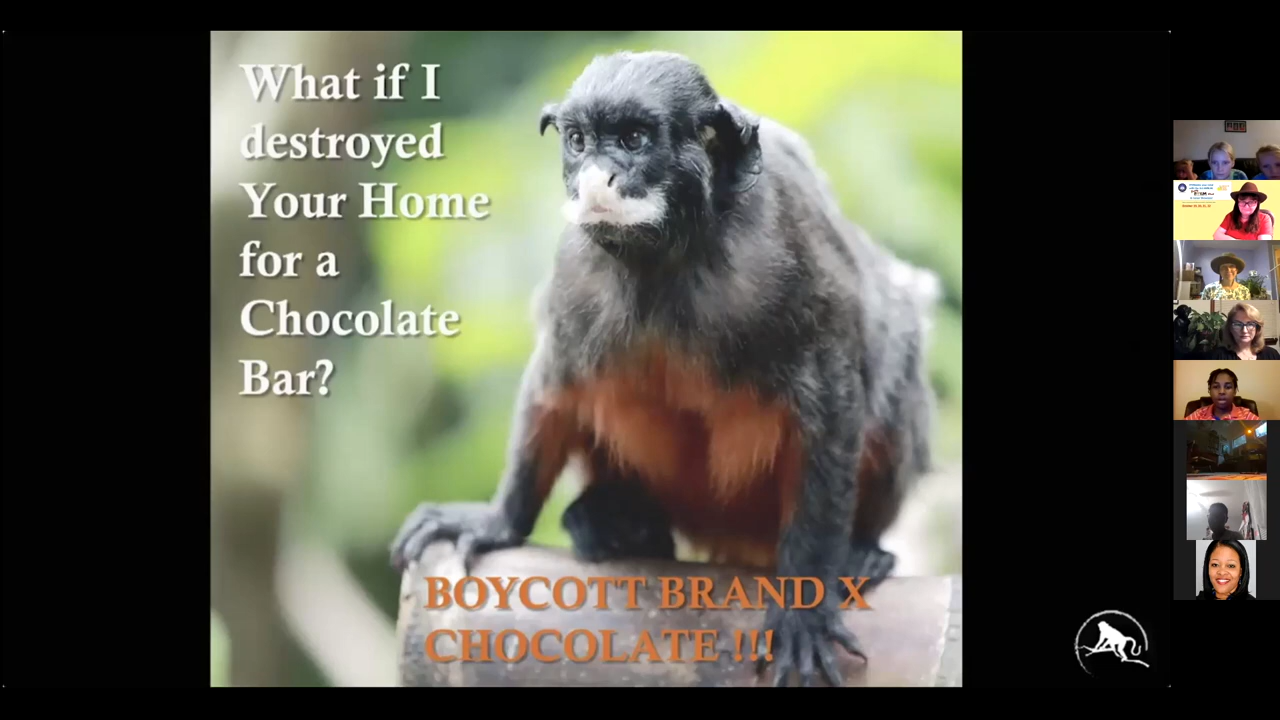 What if I
destroyed
Your Home
for a
Chocolate
Bar?
BOYCOTT BRAND X
CHOCOLATE !!!